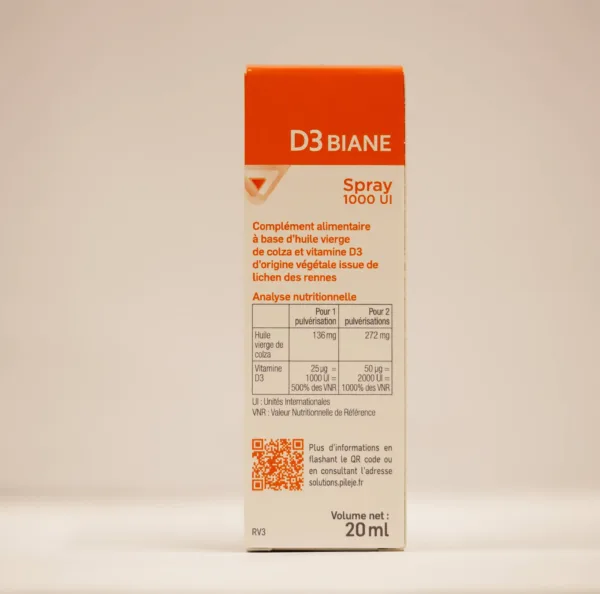 D3 BIANE
Spray
1000 UI
Complément alimentaire
à base d'huile vierge
de colza et vitamine D3
d'origine végétale issue de
lichen des rennes
Analyse nutritionnelle
Pour 1 pulvérisation Pour 2 pulvérisations
Huile vierge de colza 136 mg 272 mg
Vitamine D3 25 µg = 1000 UI = 500% des VNR 50 µg = 2000 UI = 1000% des VNR
UI : Unités Internationales
VNR : Valeur Nutritionnelle de Référence
Plus d'informations en
flashant le QR code ou
en consultant l'adresse
solutions.pileje.fr
Volume net :
RV3 20 ml